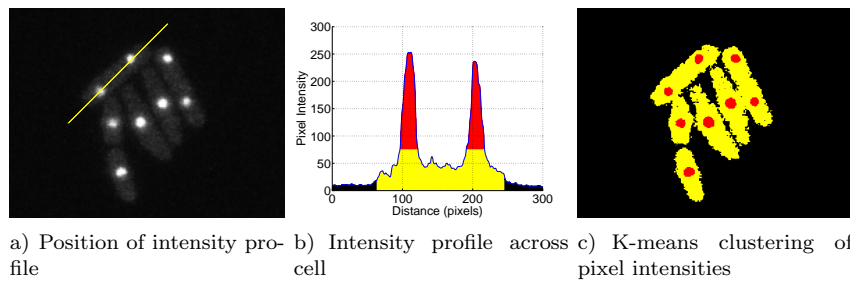 300
250
200
150
100
50
0
Pixel Intensity
0 100 200 300
Distance (pixels)
a) Position of intensity pro-
file
b) Intensity profile across
cell
c) K-means clustering of
pixel intensities